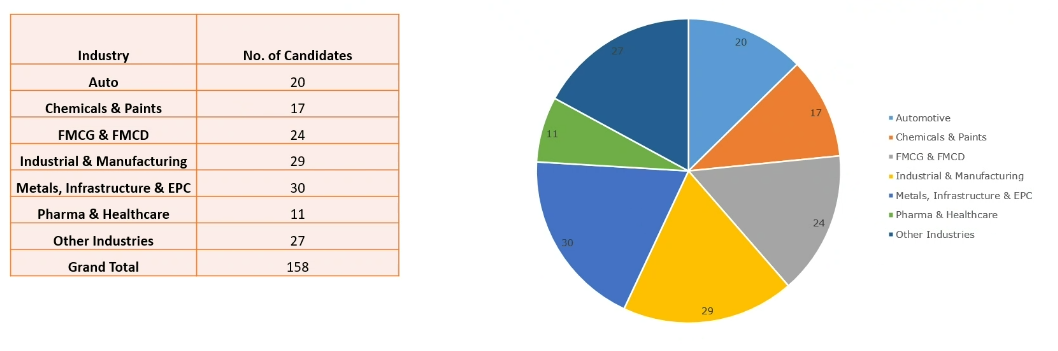 Industry No. of Candidates
Auto 20
Chemicals & Paints 17
FMCG & FMCD 24
Industrial & Manufacturing 29
Metals, Infrastructure & EPC 30
Pharma & Healthcare 11
Other Industries 27
Grand Total 158
20
17
24
29
30
11
Automotive
Chemicals & Paints
FMCG & FMCD
Industrial & Manufacturing
Metals, Infrastructure & EPC
Pharma & Healthcare
Other Industries